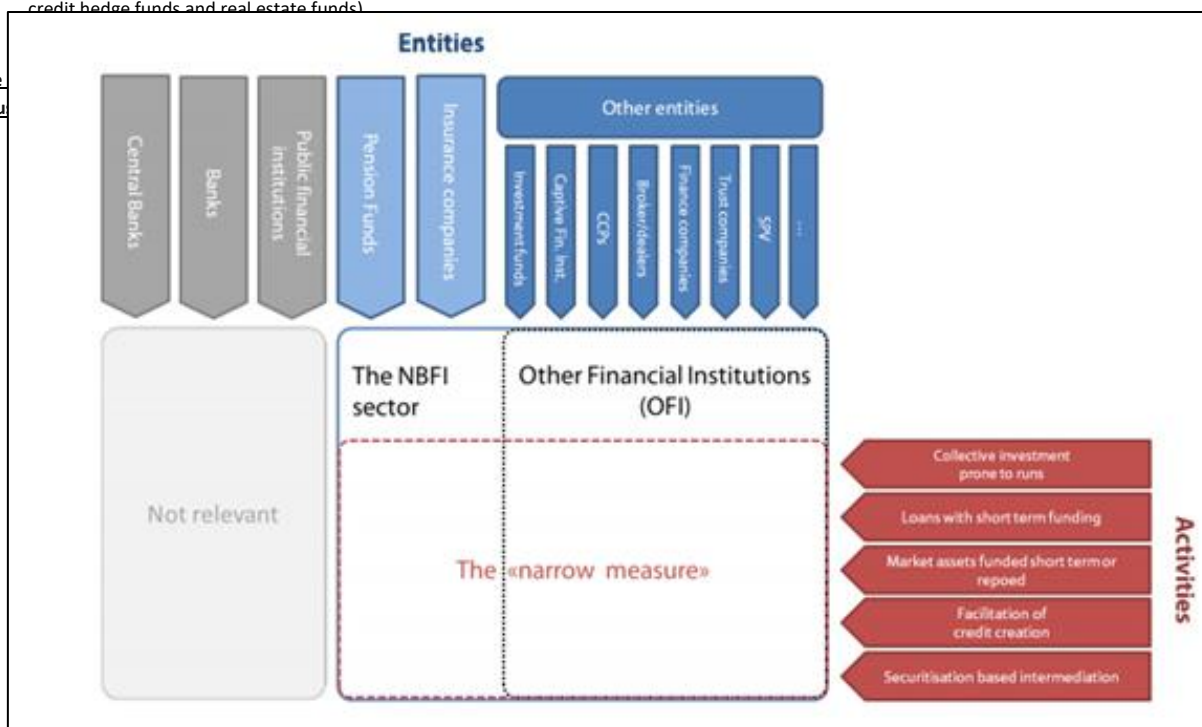 credit hedge funds and real estate funds)
Entities
Central Banks
Banks
Public financial
institutions
Pension Funds
Insurance companies
Other entities
Investment funds
Captive Fin. Inst.
CCPs
Broker/dealers
Finance companies
Trust companies
SPV
...
The NBFI
sector
Other Financial Institutions
(OFI)
Not relevant
The «narrow measure»
Collective investment
prone to runs
Loans with short term funding
Market assets funded short term or
repoed
Facilitation of
credit creation
Securitisation based intermediation
Activities